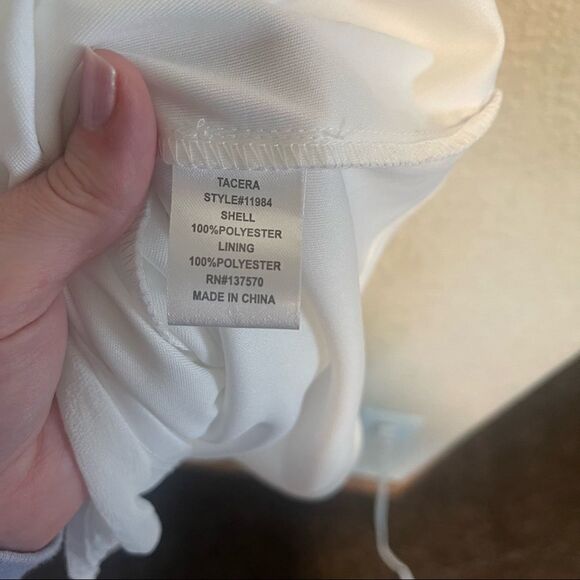 TACERA
STYLE#11984
SHELL
100%POLYESTER
LINING
100%POLYESTER
RN#137570
MADE IN CHINA